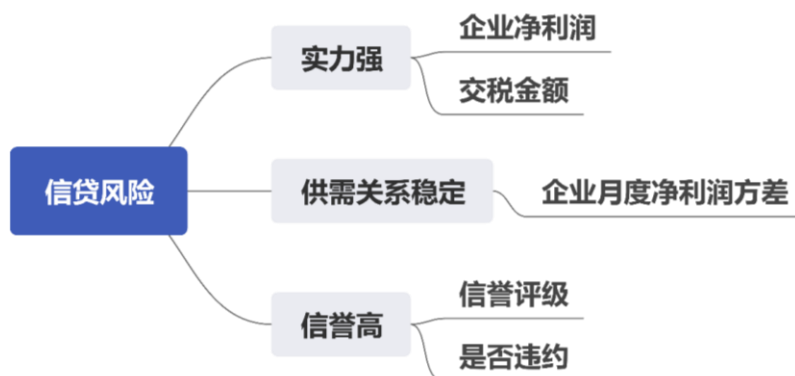 信贷风险
实力强
企业净利润
交税金额
供需关系稳定
企业月度净利润方差
信誉高
信誉评级
是否违约